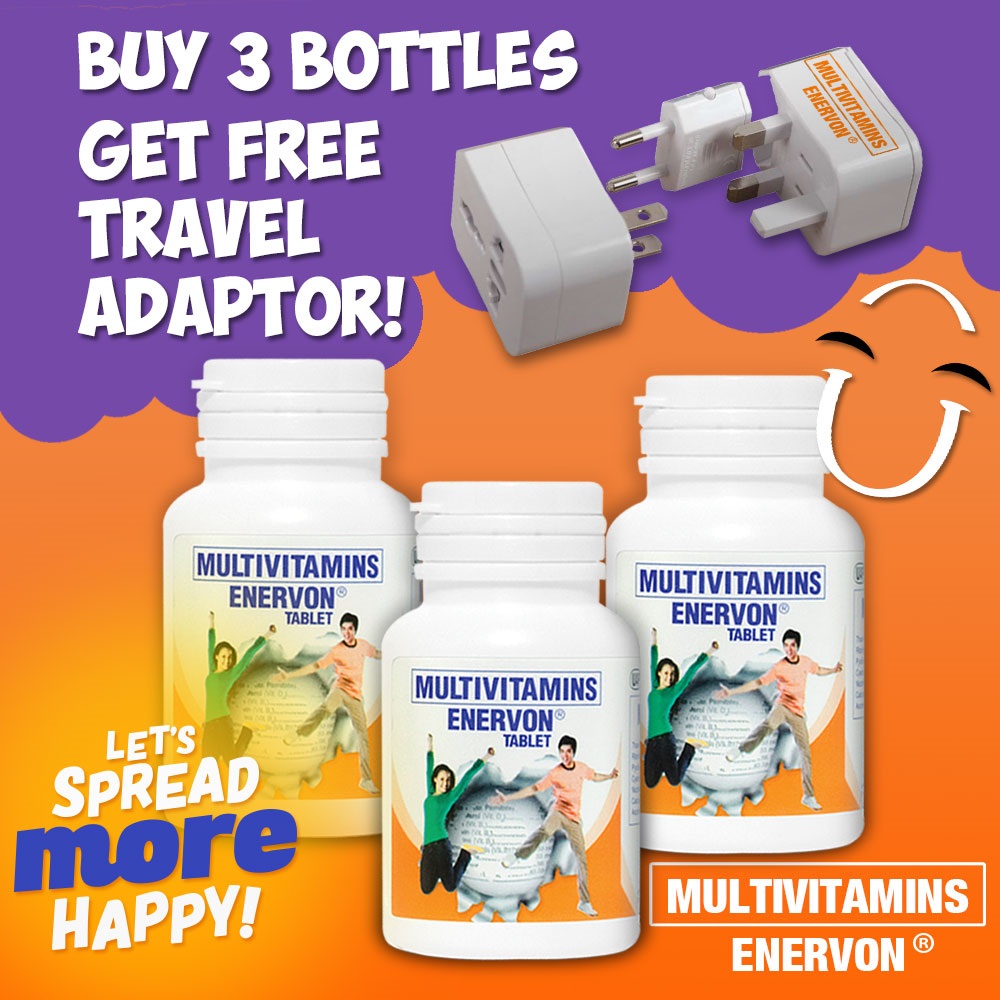 BUY 3 BOTTLES
GET FREE
TRAVEL
ADAPTOR!
MULTIVITAMINS
ENERVON®
MULTIVITAMINS
ENERVON®
TABLET
MULTIVITAMINS
ENERVON®
TABLET
MULTIVITAMINS
ENERVON®
TABLET
LET'S
SPREAD
more
HAPPY!
MULTIVITAMINS
ENERVON®